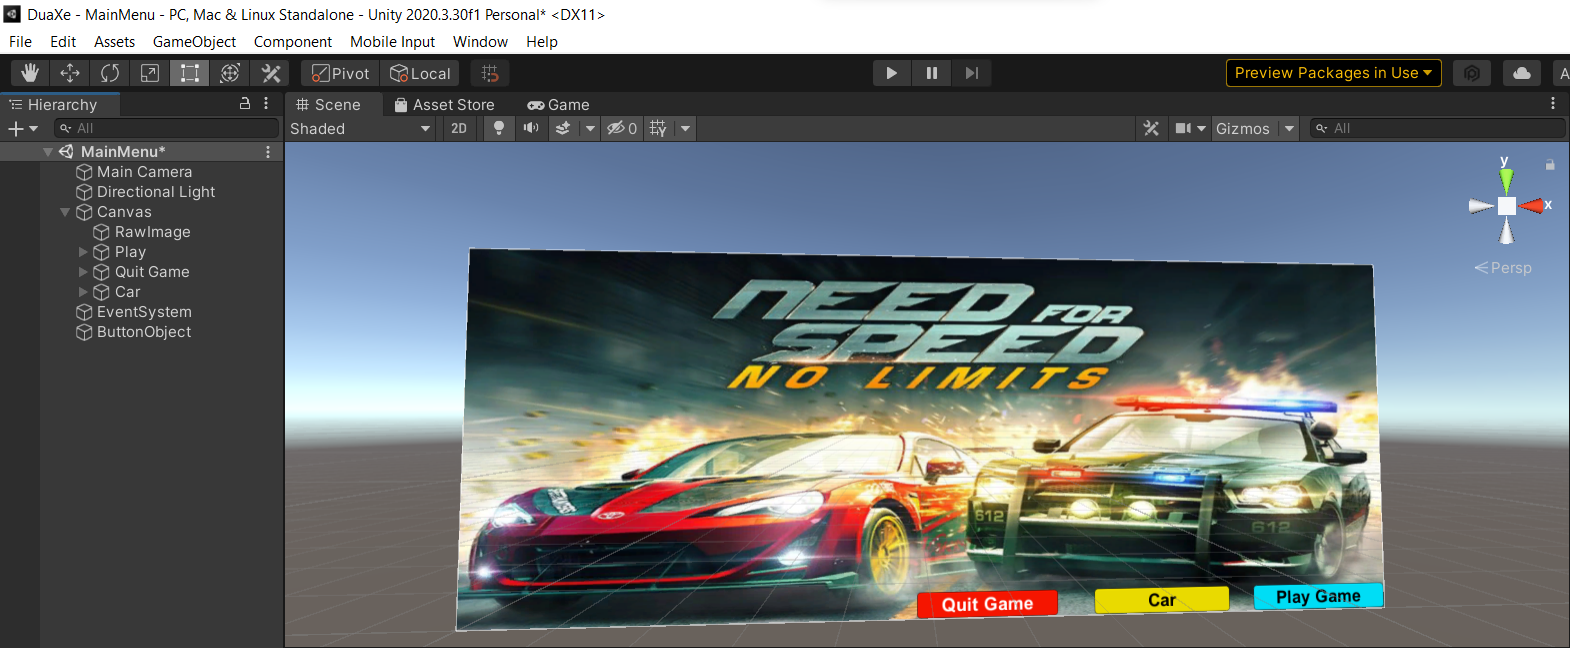 DuaXe - MainMenu - PC, Mac & Linux Standalone - Unity 2020.3.30f1 Personal* <DX11>
File Edit Assets GameObject Component Mobile Input Window Help
Pivot Local Preview Packages in Use A
Hierarchy Scene Asset Store Game
All Shaded 2D 0 Gizmos All
MainMenu*
Main Camera
Directional Light
Canvas
RawImage
Play
Quit Game
Car
EventSystem
ButtonObject
y
x
Persp
NEED FOR
SPEED
NO LIMITS
612 612
Quit Game Car Play Game